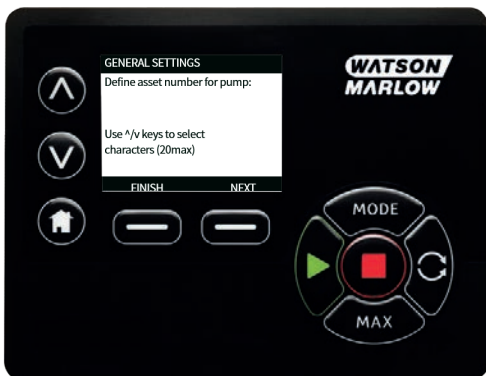 GENERAL SETTINGS
Define asset number for pump:
Use ^/v keys to select
characters (20max)
FINISH NEXT
WATSON
MARLOW
MODE
MAX